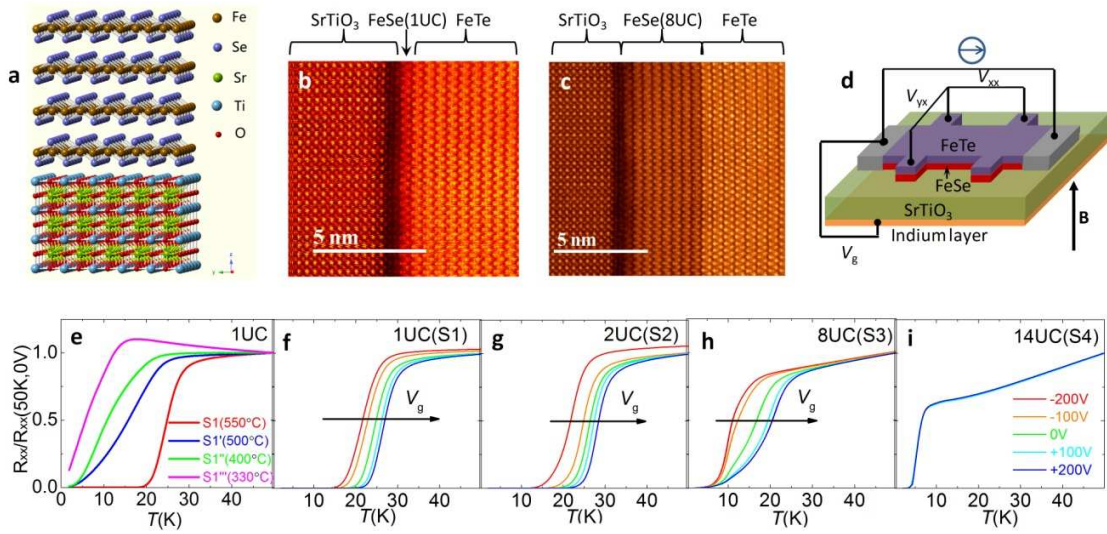 SrTiO₃ FeSe(1UC) FeTe
SrTiO₃ FeSe(8UC) FeTe
a
Fe
Se
Sr
Ti
O
b
5 nm
c
5 nm
d
Vxx
Vyx
FeTe
FeSe
SrTiO₃
Indium layer
Vg
B
Rxx/Rxx(50K,0V)
1.0
0.5
0.0
e
1UC
S1(550°C)
S1'(500°C)
S1''(400°C)
S1'''(330°C)
0 10 20 30 40
T(K)
f
1UC(S1)
Vg
10 20 30 40
T(K)
g
2UC(S2)
Vg
10 20 30 40
T(K)
h
8UC(S3)
Vg
10 20 30 40
T(K)
i
14UC(S4)
-200V
-100V
0V
+100V
+200V
10 20 30 40
T(K)